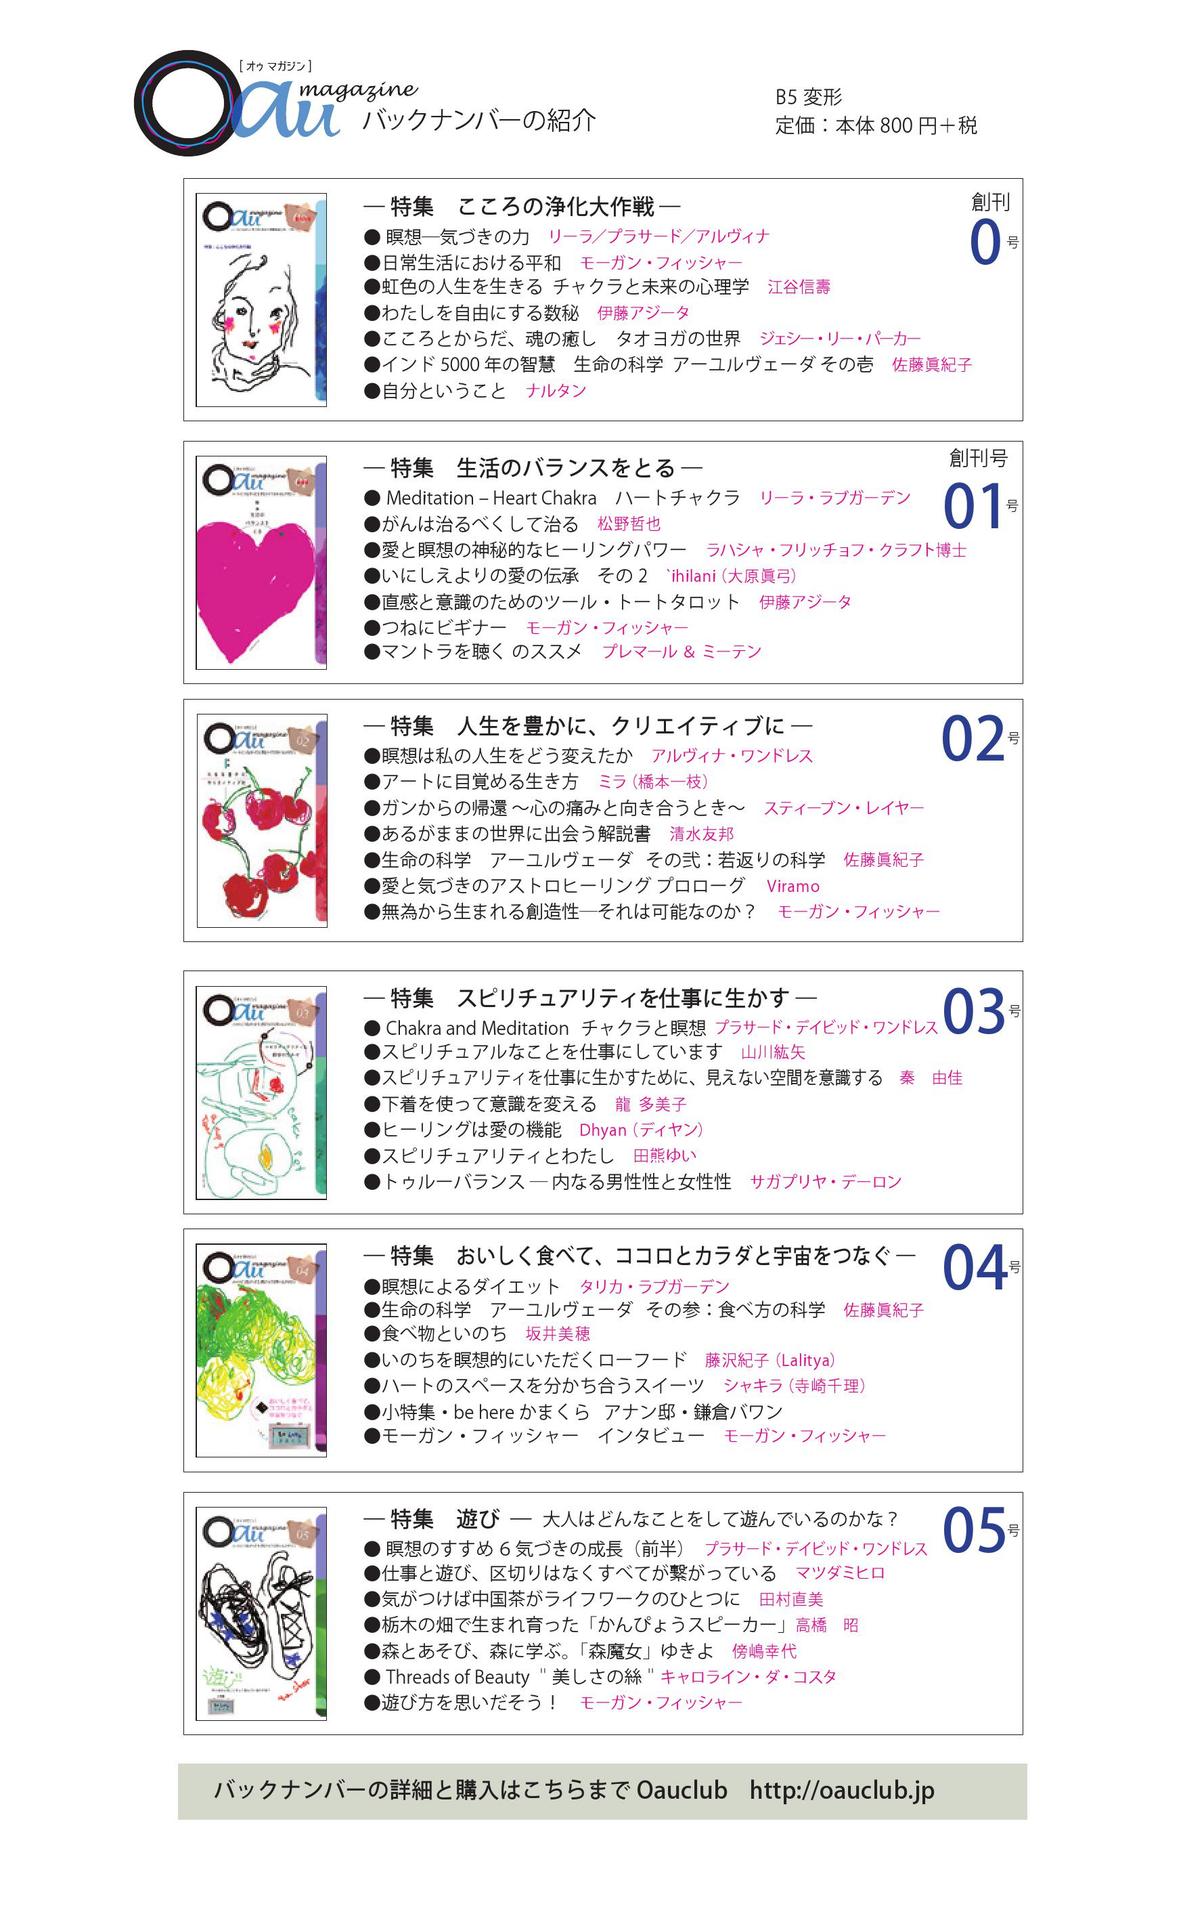 [ オゥ マガジン ]
Oau magazine
バックナンバーの紹介
B5 変形
定価：本体 800 円＋税
― 特集　こころの浄化大作戦 ―
創刊
0 号
● 瞑想―気づきの力　リーラ／プラサード／アルヴィナ
●日常生活における平和　モーガン・フィッシャー
●虹色の人生を生きる チャクラと未来の心理学　江谷信壽
●わたしを自由にする数秘　伊藤アジータ
●こころとからだ、魂の癒し　タオヨガの世界　ジェシー・リー・パーカー
●インド 5000 年の智慧　生命の科学 アーユルヴェーダ その壱　佐藤眞紀子
●自分ということ　ナルタン
― 特集　生活のバランスをとる ―
創刊号
01 号
● Meditation – Heart Chakra　ハートチャクラ　リーラ・ラブガーデン
●がんは治るべくして治る　松野哲也
●愛と瞑想の神秘的なヒーリングパワー　ラハシャ・フリッチョフ・クラフト博士
●いにしえよりの愛の伝承　その 2　`ihilani（大原眞弓）
●直感と意識のためのツール・トートタロット　伊藤アジータ
●つねにビギナー　モーガン・フィッシャー
●マントラを聴く のススメ　プレマール ＆ ミーテン
― 特集　人生を豊かに、クリエイティブに ―
02 号
●瞑想は私の人生をどう変えたか　アルヴィナ・ワンドレス
●アートに目覚める生き方　ミラ（橋本一枝）
●ガンからの帰還 〜心の痛みと向き合うとき〜　スティーブン・レイヤー
●あるがままの世界に出会う解説書　清水友邦
●生命の科学　アーユルヴェーダ その弐：若返りの科学　佐藤眞紀子
●愛と気づきのアストロヒーリング プロローグ　Viramo
●無為から生まれる創造性―それは可能なのか？　モーガン・フィッシャー
― 特集　スピリチュアリティを仕事に生かす ―
03 号
● Chakra and Meditation チャクラと瞑想 プラサード・デイビッド・ワンドレス
●スピリチュアルなことを仕事にしています　山川紘矢
●スピリチュアリティを仕事に生かすために、見えない空間を意識する　秦　由佳
●下着を使って意識を変える　龍 多美子
●ヒーリングは愛の機能　Dhyan（ディヤン）
●スピリチュアリティとわたし　田熊ゆい
●トゥルーバランス ― 内なる男性性と女性性　サガプリヤ・デーロン
― 特集　おいしく食べて、ココロとカラダと宇宙をつなぐ ―
04 号
●瞑想によるダイエット　タリカ・ラブガーデン
●生命の科学　アーユルヴェーダ その参：食べ方の科学　佐藤眞紀子
●食べ物といのち　坂井美穂
●いのちを瞑想的にいただくローフード　藤沢紀子（Lalitya）
●ハートのスペースを分かち合うスイーツ　シャキラ（寺崎千理）
●小特集・be here かまくら アナン邸・鎌倉バワン
●モーガン・フィッシャー　インタビュー　モーガン・フィッシャー
― 特集　遊び ― 大人はどんなことをして遊んでいるのかな？
05 号
● 瞑想のすすめ 6 気づきの成長（前半）　プラサード・デイビッド・ワンドレス
●仕事と遊び、区切りはなくすべてが繋がっている　マツダミヒロ
●気がつけば中国茶がライフワークのひとつに　田村直美
●栃木の畑で生まれ育った「かんぴょうスピーカー」高橋　昭
●森とあそび、森に学ぶ。「森魔女」ゆきよ　傍嶋幸代
● Threads of Beauty " 美しさの絲 " キャロライン・ダ・コスタ
●遊び方を思いだそう！　モーガン・フィッシャー
バックナンバーの詳細と購入はこちらまで Oauclub　http://oauclub.jp